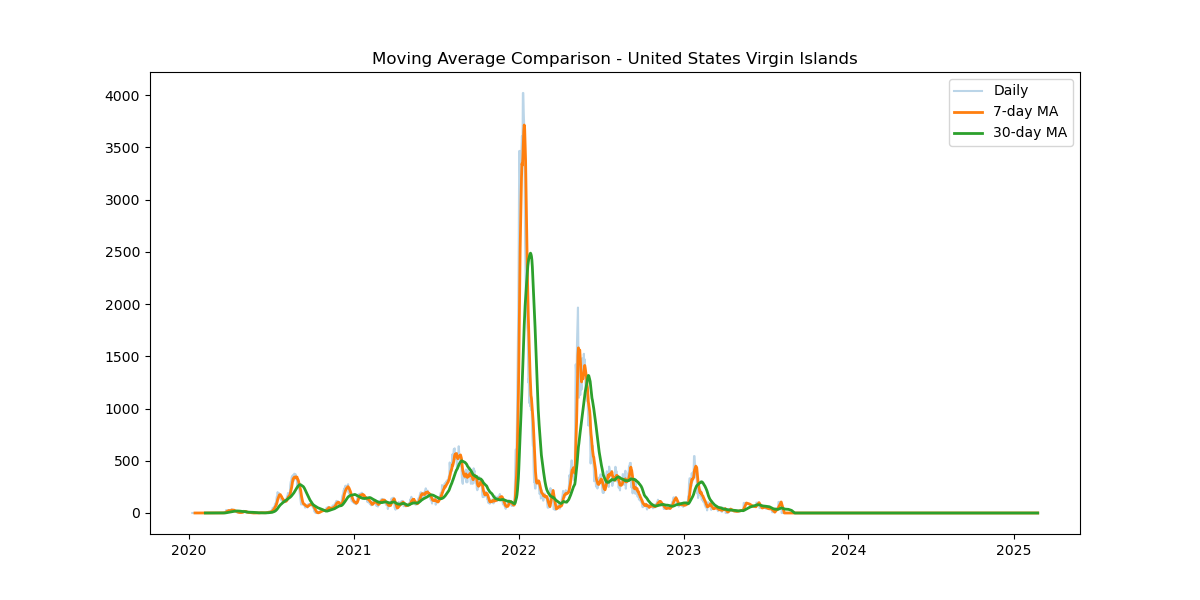 Moving Average Comparison - United States Virgin Islands
Daily
7-day MA
30-day MA
4000
3500
3000
2500
2000
1500
1000
500
0
2020 2021 2022 2023 2024 2025